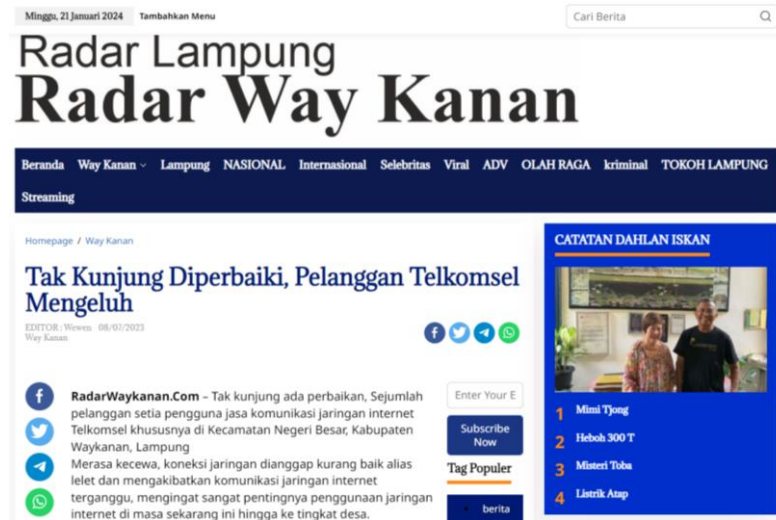 Minggu, 21 Januari 2024 Tambahkan Menu
Cari Berita
Radar Lampung
Radar Way Kanan
Beranda Way Kanan Lampung NASIONAL Internasional Selebritas Viral ADV OLAH RAGA kriminal TOKOH LAMPUNG
Streaming
Homepage / Way Kanan
Tak Kunjung Diperbaiki, Pelanggan Telkomsel
Mengeluh
EDITOR : Wewen 08/07/2023
Way Kanan
RadarWaykanan.Com – Tak kunjung ada perbaikan, Sejumlah
pelanggan setia pengguna jasa komunikasi jaringan internet
Telkomsel khususnya di Kecamatan Negeri Besar, Kabupaten
Waykanan, Lampung
Merasa kecewa, koneksi jaringan dianggap kurang baik alias
lelet dan mengakibatkan komunikasi jaringan internet
terganggu, mengingat sangat pentingnya penggunaan jaringan
internet di masa sekarang ini hingga ke tingkat desa.
Enter Your E
Subscribe
Now
Tag Populer
berita
CATATAN DAHLAN ISKAN
1 Mimi Tjong
2 Heboh 300 T
3 Misteri Toba
4 Listrik Atap